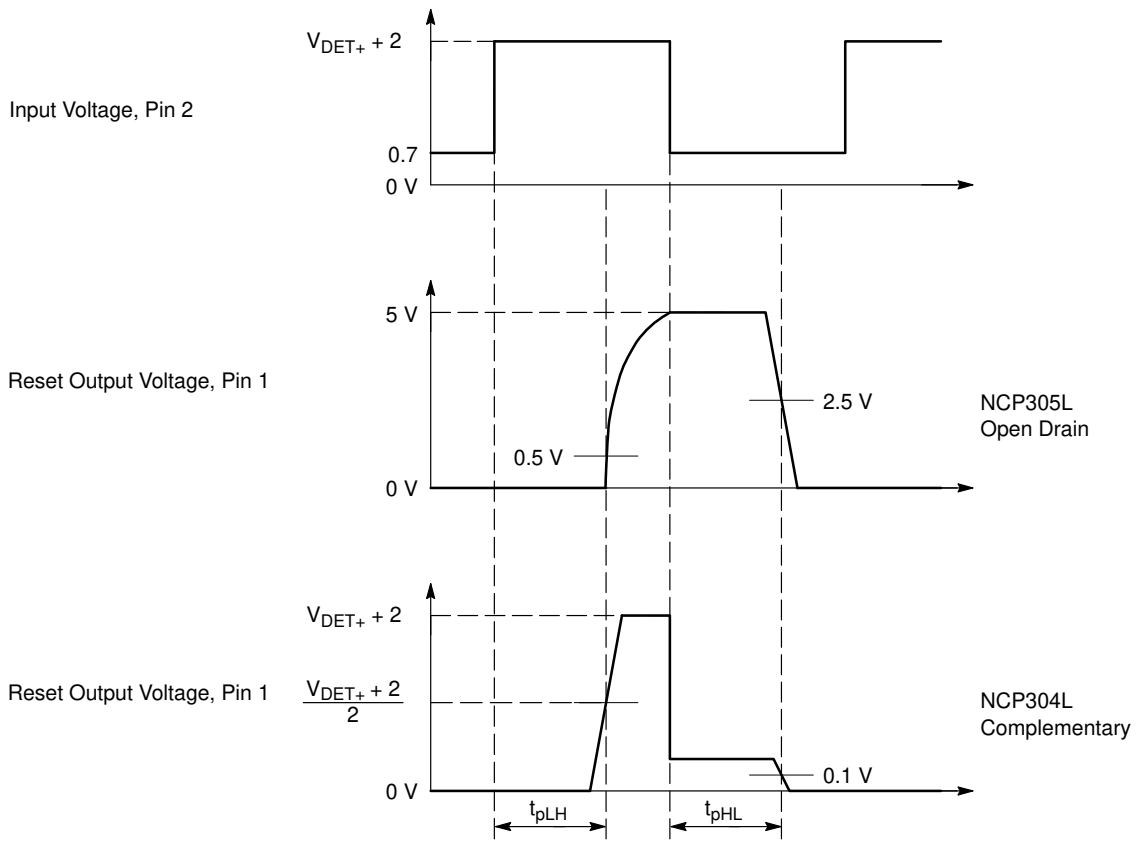 V_DET+ + 2
Input Voltage, Pin 2
0.7
0 V
5 V
Reset Output Voltage, Pin 1
2.5 V
NCP305L
Open Drain
0.5 V
0 V
V_DET+ + 2
Reset Output Voltage, Pin 1
V_DET+ + 2
2
NCP304L
Complementary
0.1 V
0 V
t_pLH
t_pHL